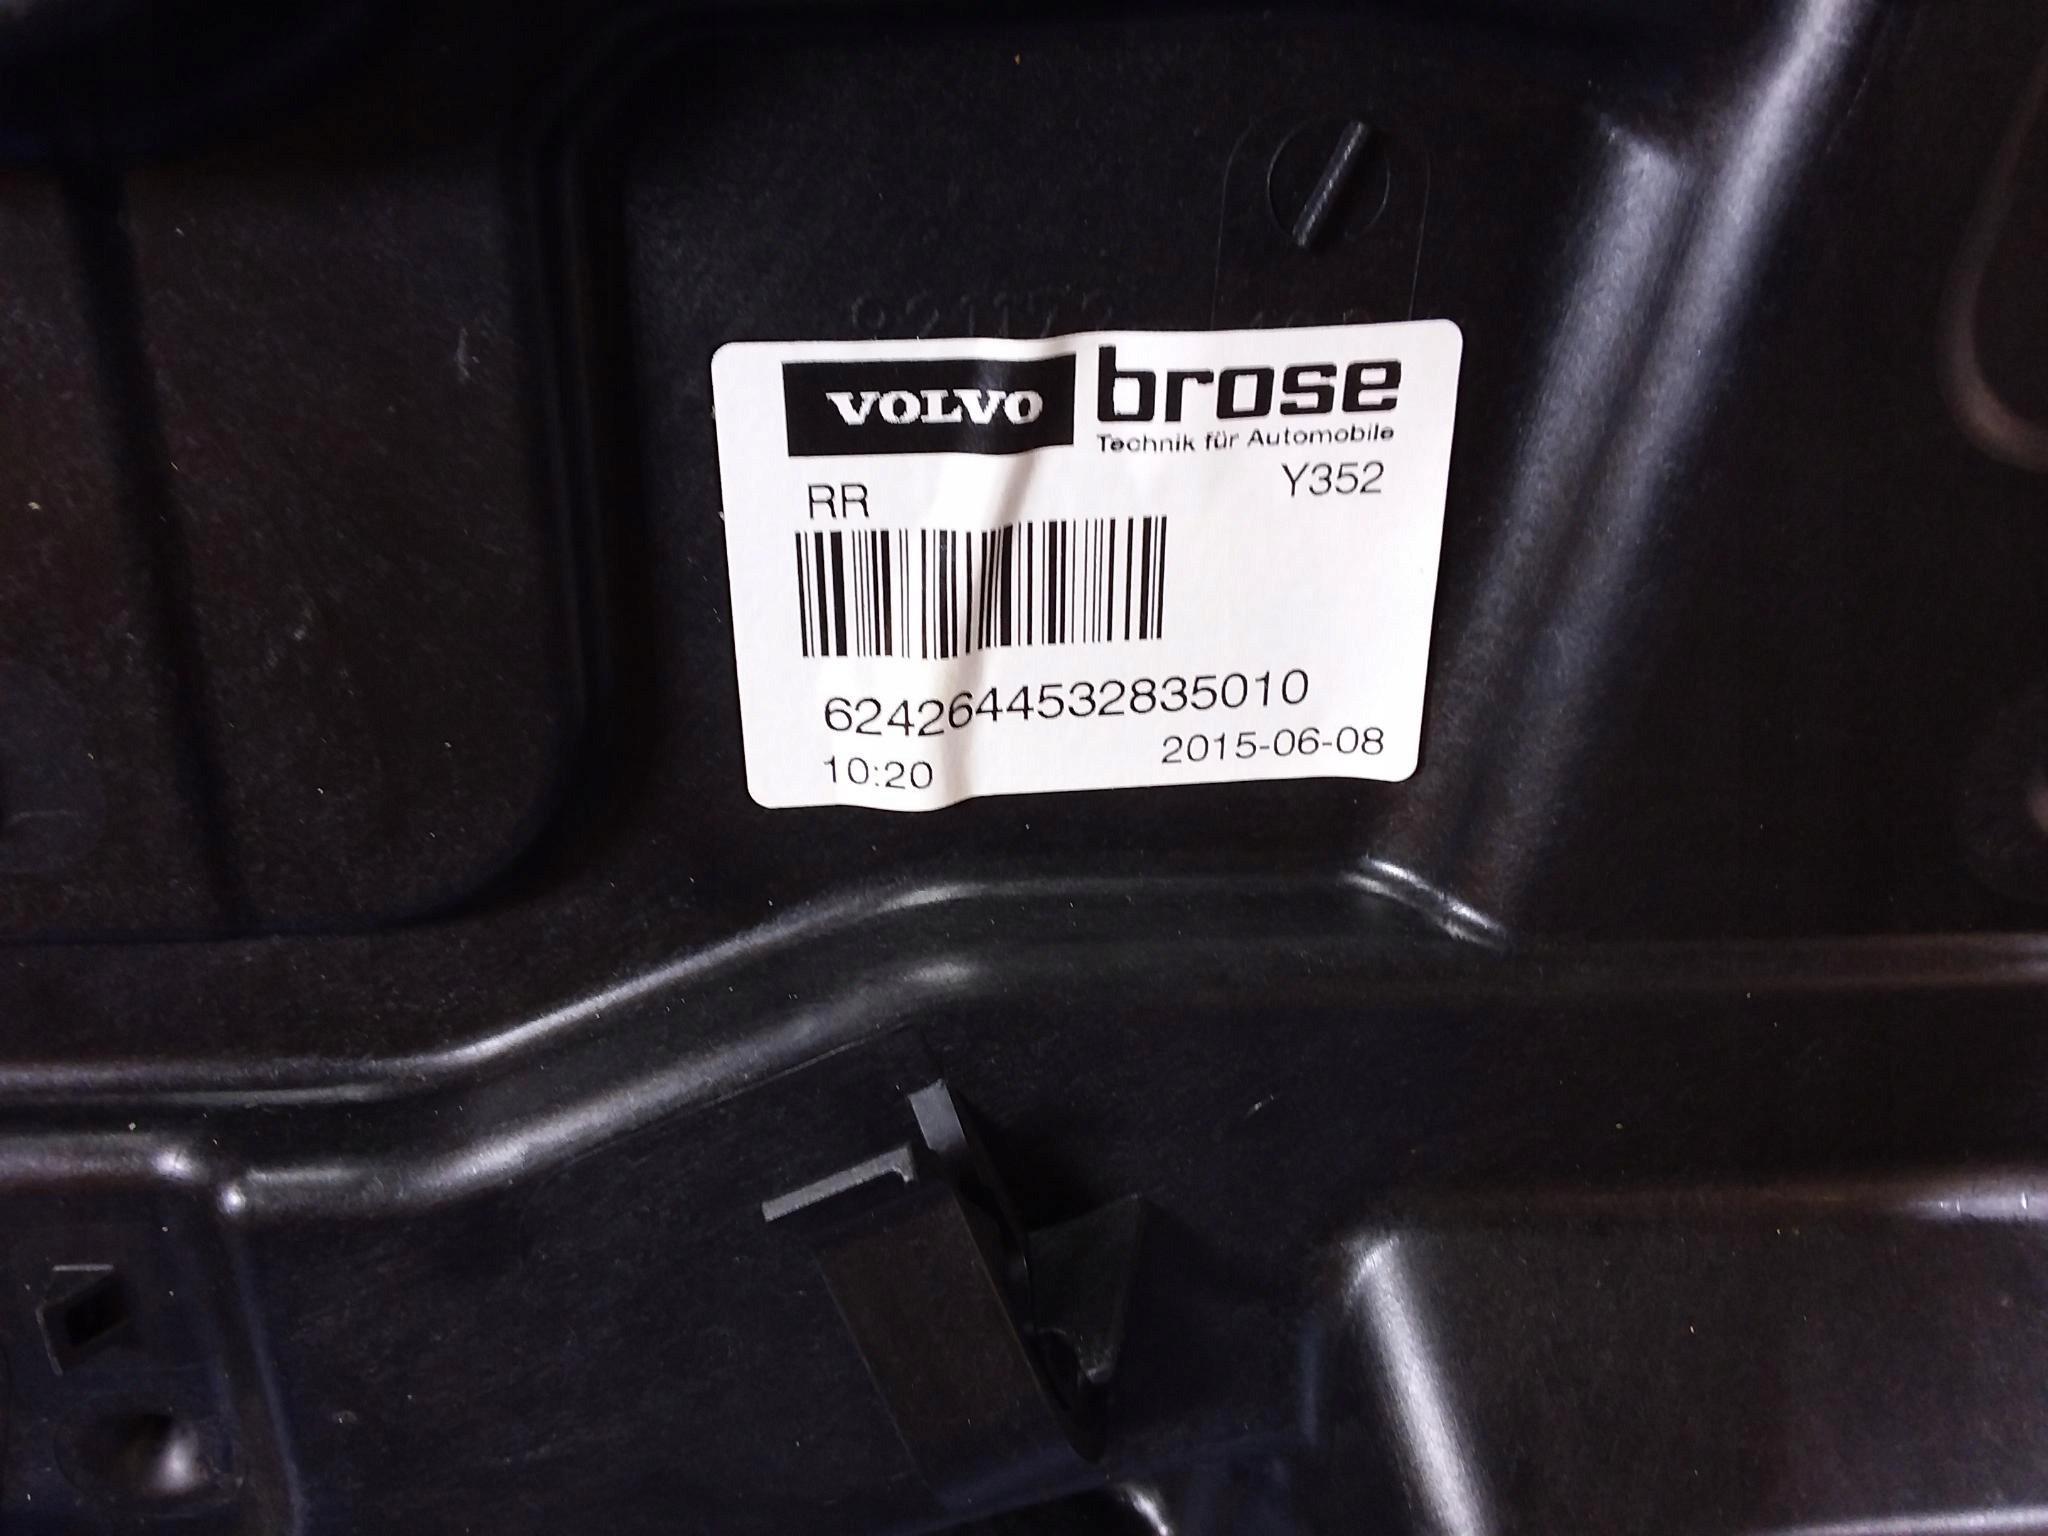 VOLVO
brose
Technik für Automobile
Y352
RR
6242644532835010
10:20
2015-06-08